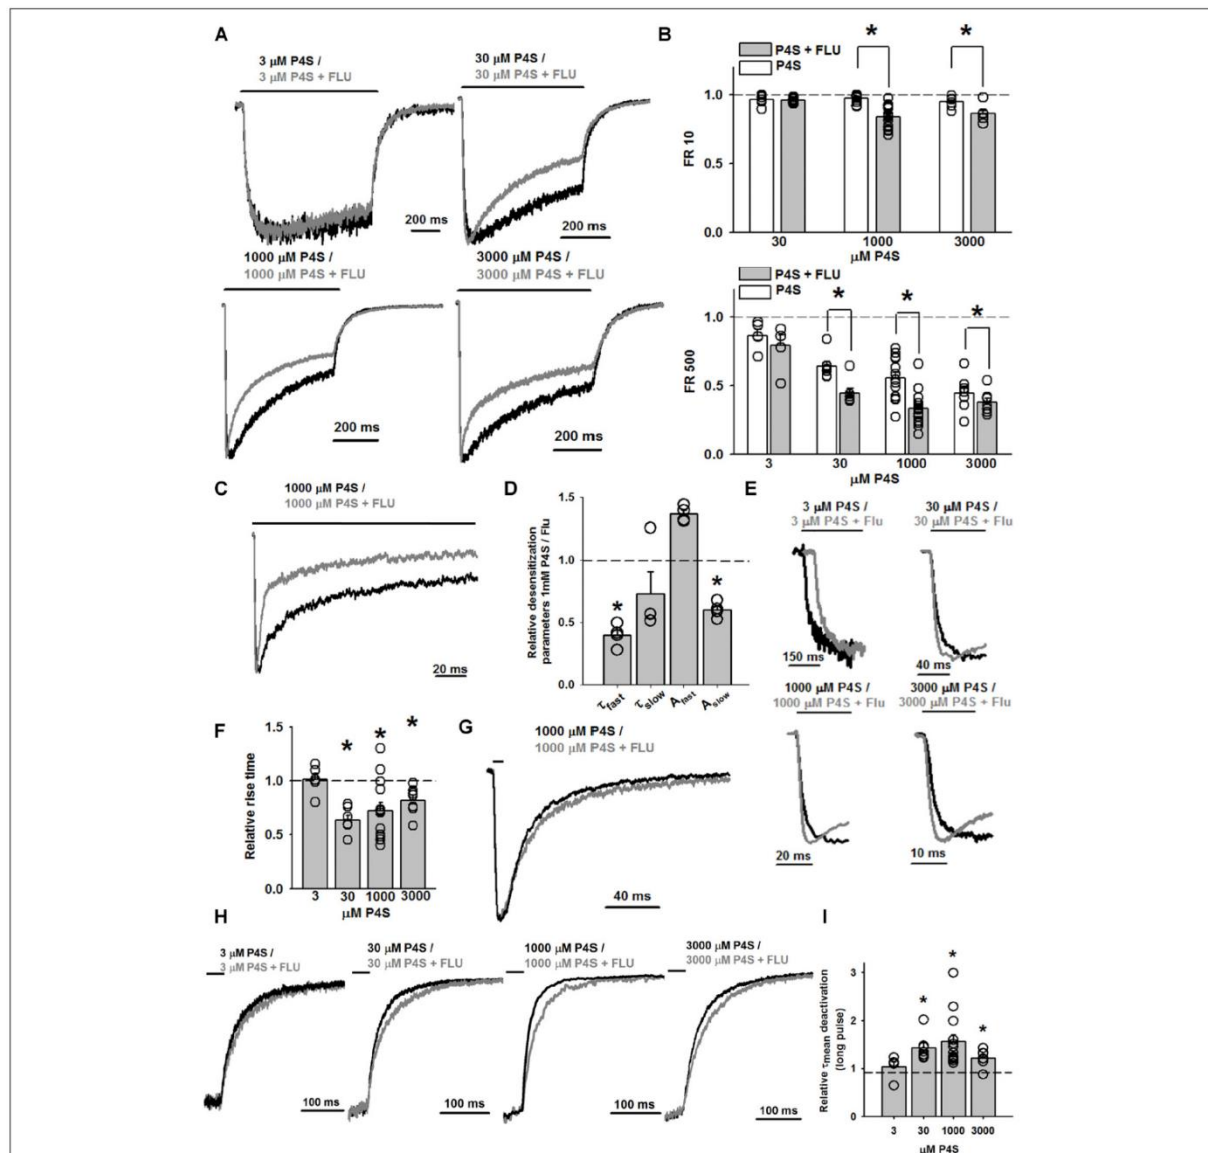 A
3 µM P4S /
3 µM P4S + FLU
200 ms
30 µM P4S /
30 µM P4S + FLU
200 ms
1000 µM P4S /
1000 µM P4S + FLU
200 ms
3000 µM P4S /
3000 µM P4S + FLU
200 ms
B
P4S + FLU
P4S
* *
FR 10
1.0
0.5
0.0
30 1000 3000
µM P4S
P4S + FLU
P4S
* * *
FR 500
1.0
0.5
0.0
3 30 1000 3000
µM P4S
C
1000 µM P4S /
1000 µM P4S + FLU
20 ms
D
Relative desensitization
parameters 1mM P4S / Flu
1.5
1.0
0.5
0.0
* *
τfast τslow Afast Aslow
E
3 µM P4S /
3 µM P4S + Flu
150 ms
30 µM P4S /
30 µM P4S + Flu
40 ms
1000 µM P4S /
1000 µM P4S + Flu
20 ms
3000 µM P4S /
3000 µM P4S + Flu
10 ms
F
Relative rise time
1.5
1.0
0.5
0.0
* * *
3 30 1000 3000
µM P4S
G
1000 µM P4S /
1000 µM P4S + FLU
40 ms
H
3 µM P4S /
3 µM P4S + FLU
100 ms
30 µM P4S /
30 µM P4S + FLU
100 ms
1000 µM P4S /
1000 µM P4S + FLU
100 ms
3000 µM P4S /
3000 µM P4S + FLU
100 ms
I
Relative τmean deactivation
(long pulse)
3
2
1
0
* * *
3 30 1000 3000
µM P4S